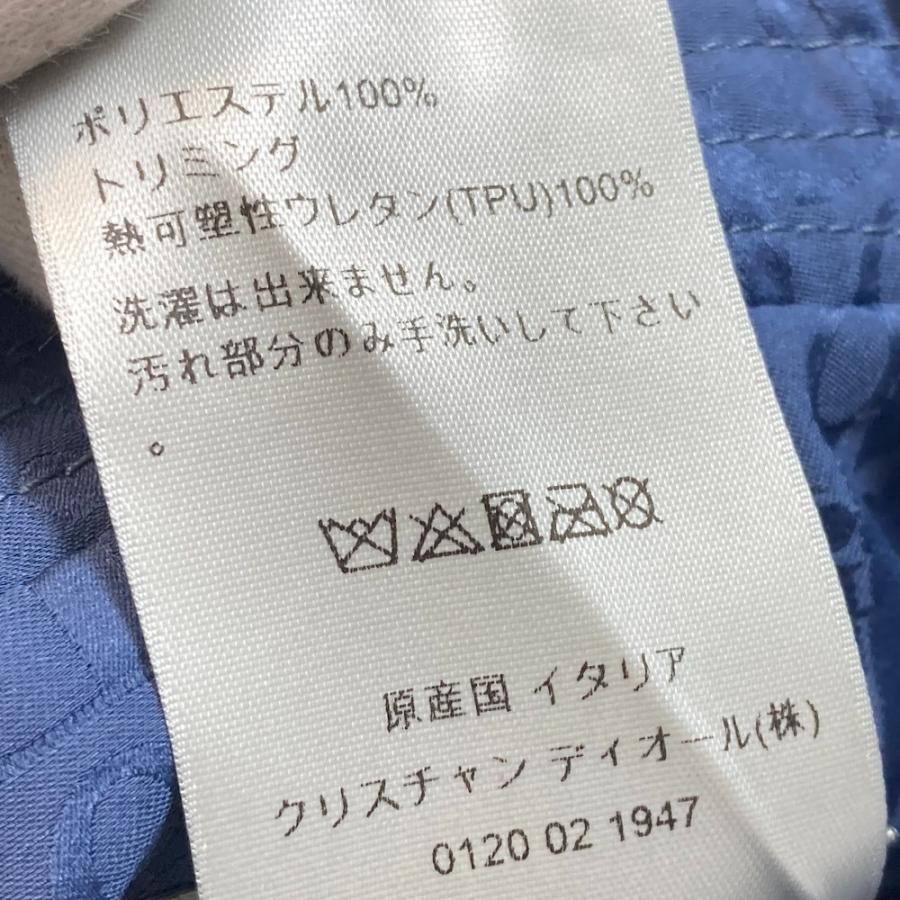 ポリエステル100%
トリミング
熱可塑性ウレタン(TPU)100%
洗濯は出来ません。
汚れ部分のみ手洗いして下さい
。
原産国 イタリア
クリスチャン ディオール(株)
0120 02 1947